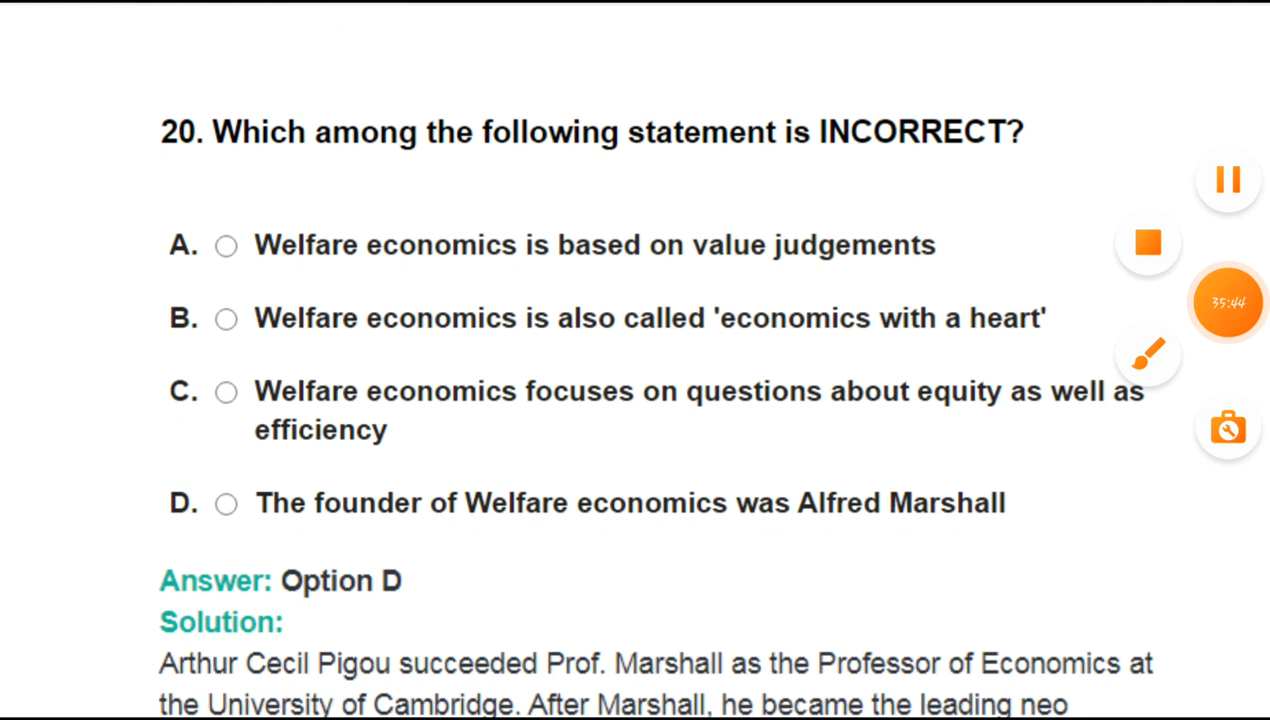 20. Which among the following statement is INCORRECT?
A. Welfare economics is based on value judgements
B. Welfare economics is also called 'economics with a heart'
C. Welfare economics focuses on questions about equity as well as
efficiency
D. The founder of Welfare economics was Alfred Marshall
35:44
Answer: Option D
Solution:
Arthur Cecil Pigou succeeded Prof. Marshall as the Professor of Economics at
the University of Cambridge. After Marshall, he became the leading neo